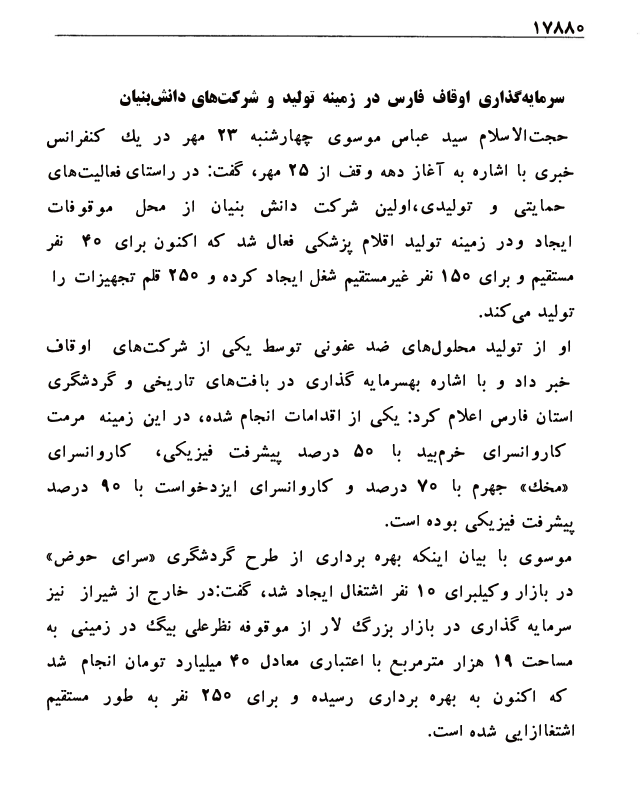 ۱۷۸۸۰
سرمایه‌گذاری اوقاف فارس در زمینه تولید و شرکت‌های دانش‌بنیان
حجت‌الاسلام سید عباس موسوی چهارشنبه ۲۳ مهر در یك کنفرانس
خبری با اشاره به آغاز دهه وقف از ۲۵ مهر، گفت: در راستای فعالیت‌های
حمایتی و تولیدی،اولین شرکت دانش بنیان از محل موقوفات
ایجاد ودر زمینه تولید اقلام پزشکی فعال شد که اکنون برای ۴۰ نفر
مستقیم و برای ۱۵۰ نفر غیرمستقیم شغل ایجاد کرده و ۲۵۰ قلم تجهیزات را
تولید می‌کند.
او از تولید محلول‌های ضد عفونی توسط یکی از شرکت‌های اوقاف
خبر داد و با اشاره بهسرمایه گذاری در بافت‌های تاریخی و گردشگری
استان فارس اعلام کرد: یکی از اقدامات انجام شده، در این زمینه مرمت
کاروانسرای خرم‌بید با ۵۰ درصد پیشرفت فیزیکی، کاروانسرای
«مخك» جهرم با ۷۰ درصد و کاروانسرای ایزدخواست با ۹۰ درصد
پیشرفت فیزیکی بوده است.
موسوی با بیان اینکه بهره برداری از طرح گردشگری «سرای حوض»
در بازار وکیلبرای ۱۰ نفر اشتغال ایجاد شد، گفت:در خارج از شیراز نیز
سرمایه گذاری در بازار بزرگ لار از موقوفه نظرعلی بیگ در زمینی به
مساحت ۱۹ هزار مترمربع با اعتباری معادل ۴۰ میلیارد تومان انجام شد
که اکنون به بهره برداری رسیده و برای ۲۵۰ نفر به طور مستقیم
اشتغاازایی شده است.